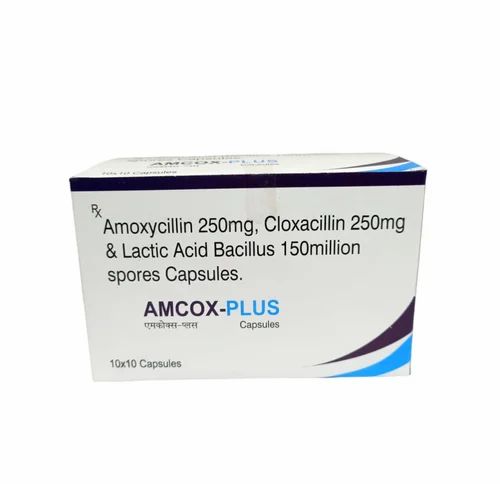 AMCOX-PLUS
Capsules
10x10 Capsules
Rx
Amoxycillin 250mg, Cloxacillin 250mg
& Lactic Acid Bacillus 150million
spores Capsules.
AMCOX-PLUS
एमकोक्स-प्लस Capsules
10x10 Capsules